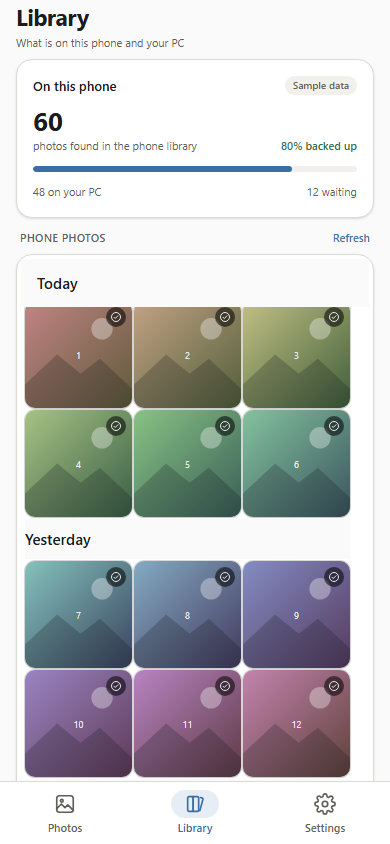 Library
What is on this phone and your PC
On this phone
Sample data
60
photos found in the phone library
80% backed up
48 on your PC
12 waiting
PHONE PHOTOS
Refresh
Today
1
2
3
4
5
6
Yesterday
7
8
9
10
11
12
Photos
Library
Settings